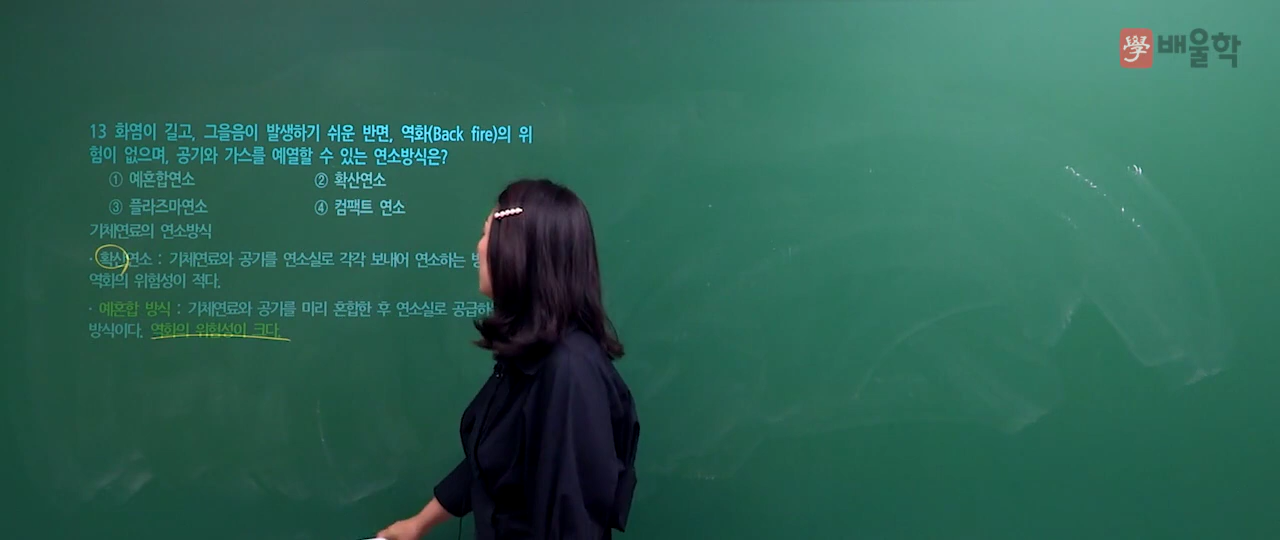 學 배울학
13 화염이 길고, 그을음이 발생하기 쉬운 반면, 역화(Back fire)의 위
험이 없으며, 공기와 가스를 예열할 수 있는 연소방식은?
① 예혼합연소 ② 확산연소
③ 플라즈마연소 ④ 컴팩트 연소
기체연료의 연소방식
· 확산연소 : 기체연료와 공기를 연소실로 각각 보내어 연소하는
역화의 위험성이 적다.
· 예혼합 방식 : 기체연료와 공기를 미리 혼합한 후 연소실로
방식이다. 역화의 위험성이 크다.